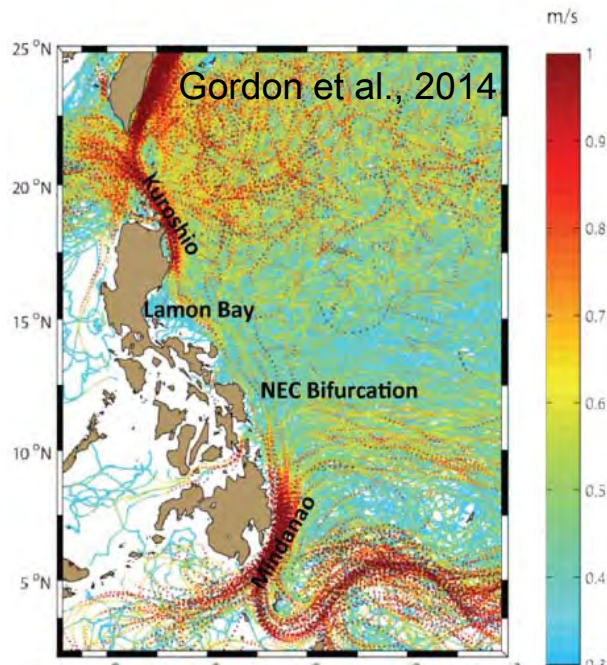 m/s
25 °N
Gordon et al., 2014
1
0.9
20 °N
0.8
Kuroshio
0.7
Lamon Bay
15 °N
0.6
NEC Bifurcation
0.5
10 °N
Mindanao
0.4
5 °N